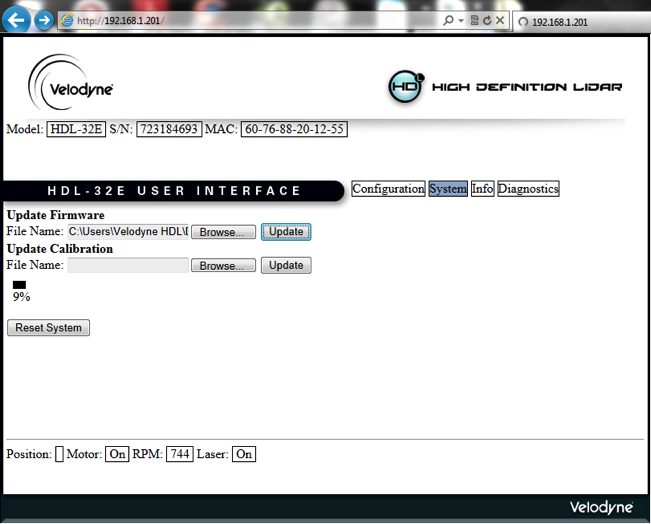 http://192.168.1.201/
192.168.1.201
Velodyne
HDL HIGH DEFINITION LIDAR
Model: HDL-32E S/N: 723184693 MAC: 60-76-88-20-12-55
HDL-32E USER INTERFACE Configuration System Info Diagnostics
Update Firmware
File Name: C:\Users\Velodyne HDL\ Browse... Update
Update Calibration
File Name: Browse... Update
9%
Reset System
Position: Motor: On RPM: 744 Laser: On
Velodyne